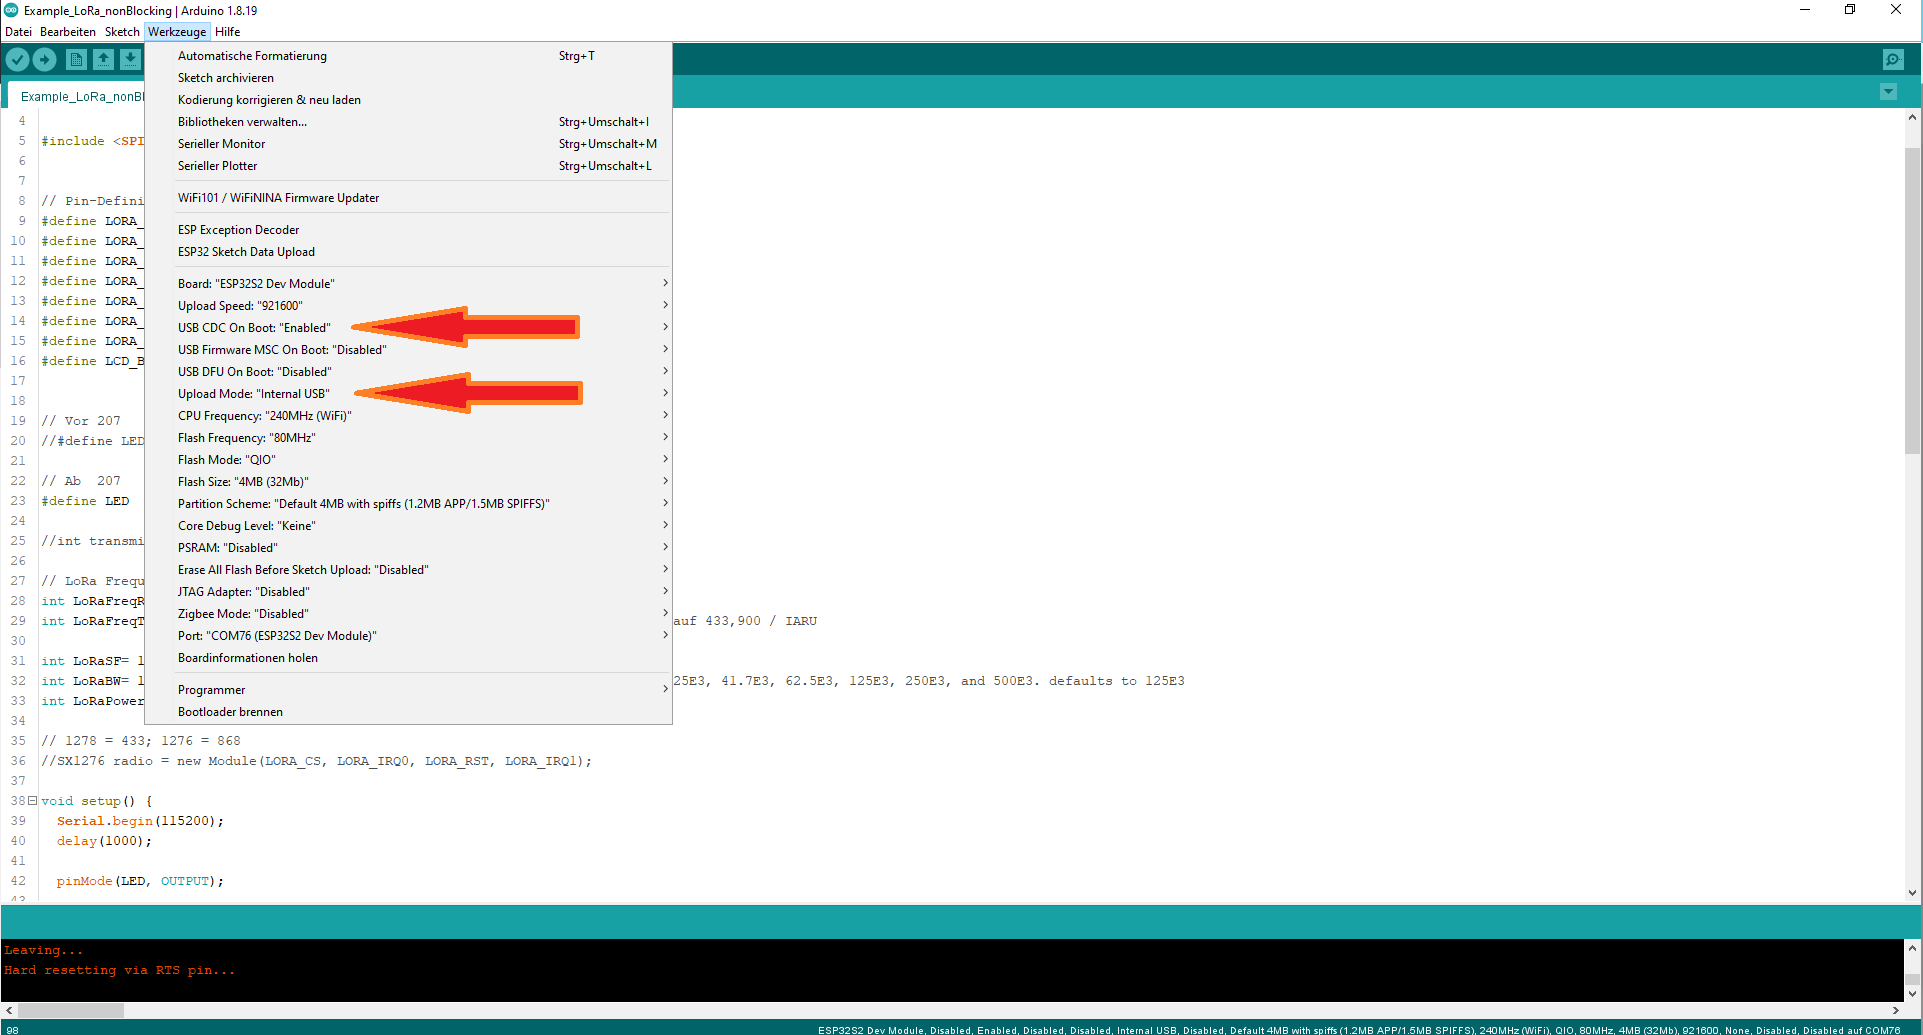 Example_LoRa_nonBlocking | Arduino 1.8.19
Datei Bearbeiten Sketch Werkzeuge Hilfe
Example_LoRa_nonBl
Automatische Formatierung Strg+T
Sketch archivieren
Kodierung korrigieren & neu laden
Bibliotheken verwalten... Strg+Umschalt+I
Serieller Monitor Strg+Umschalt+M
Serieller Plotter Strg+Umschalt+L
WiFi101 / WiFiNINA Firmware Updater
ESP Exception Decoder
ESP32 Sketch Data Upload
Board: "ESP32S2 Dev Module"
Upload Speed: "921600"
USB CDC On Boot: "Enabled"
USB Firmware MSC On Boot: "Disabled"
USB DFU On Boot: "Disabled"
Upload Mode: "Internal USB"
CPU Frequency: "240MHz (WiFi)"
Flash Frequency: "80MHz"
Flash Mode: "QIO"
Flash Size: "4MB (32Mb)"
Partition Scheme: "Default 4MB with spiffs (1.2MB APP/1.5MB SPIFFS)"
Core Debug Level: "Keine"
PSRAM: "Disabled"
Erase All Flash Before Sketch Upload: "Disabled"
JTAG Adapter: "Disabled"
Zigbee Mode: "Disabled"
Port: "COM76 (ESP32S2 Dev Module)"
Boardinformationen holen
Programmer
Bootloader brennen
4
5 #include <SPI
6
7
8 // Pin-Defini
9 #define LORA_
10 #define LORA_
11 #define LORA_
12 #define LORA_
13 #define LORA_
14 #define LORA_
15 #define LORA_
16 #define LCD_B
17
18
19 // Vor 207
20 //#define LED
21
22 // Ab  207
23 #define LED
24
25 //int transmi
26
27 // LoRa Frequ
28 int LoRaFreqR
29 int LoRaFreqT auf 433,900 / IARU
30
31 int LoRaSF= l
32 int LoRaBW= l 25E3, 41.7E3, 62.5E3, 125E3, 250E3, and 500E3. defaults to 125E3
33 int LoRaPower
34
35 // 1278 = 433; 1276 = 868
36 //SX1276 radio = new Module(LORA_CS, LORA_IRQ0, LORA_RST, LORA_IRQ1);
37
38 void setup() {
39 Serial.begin(115200);
40 delay(1000);
41
42 pinMode(LED, OUTPUT);
43
Leaving...
Hard resetting via RTS pin...
98 ESP32S2 Dev Module, Disabled, Enabled, Disabled, Disabled, Internal USB, Disabled, Default 4MB with spiffs (1.2MB APP/1.5MB SPIFFS), 240MHz (WiFi), QIO, 80MHz, 4MB (32Mb), 921600, None, Disabled, Disabled auf COM76